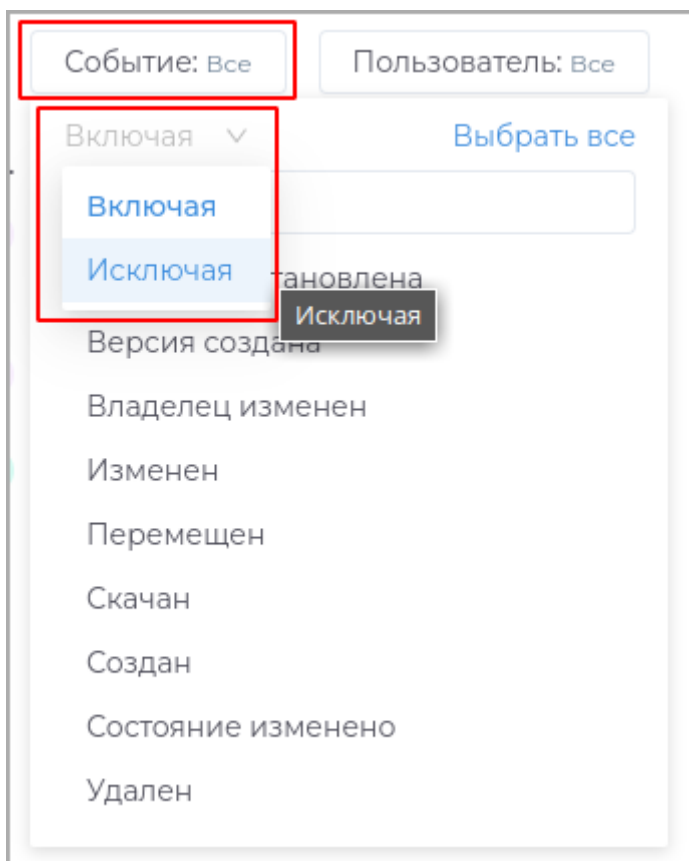 Событие: Все Пользователь: Все
Включая Выбрать все
Включая
Исключая
Исключая
Версия создана
Владелец изменен
Изменен
Перемещен
Скачан
Создан
Состояние изменено
Удален